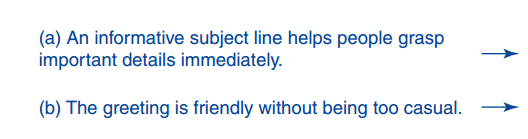 (a) An informative subject line helps people grasp
important details immediately.
(b) The greeting is friendly without being too casual.